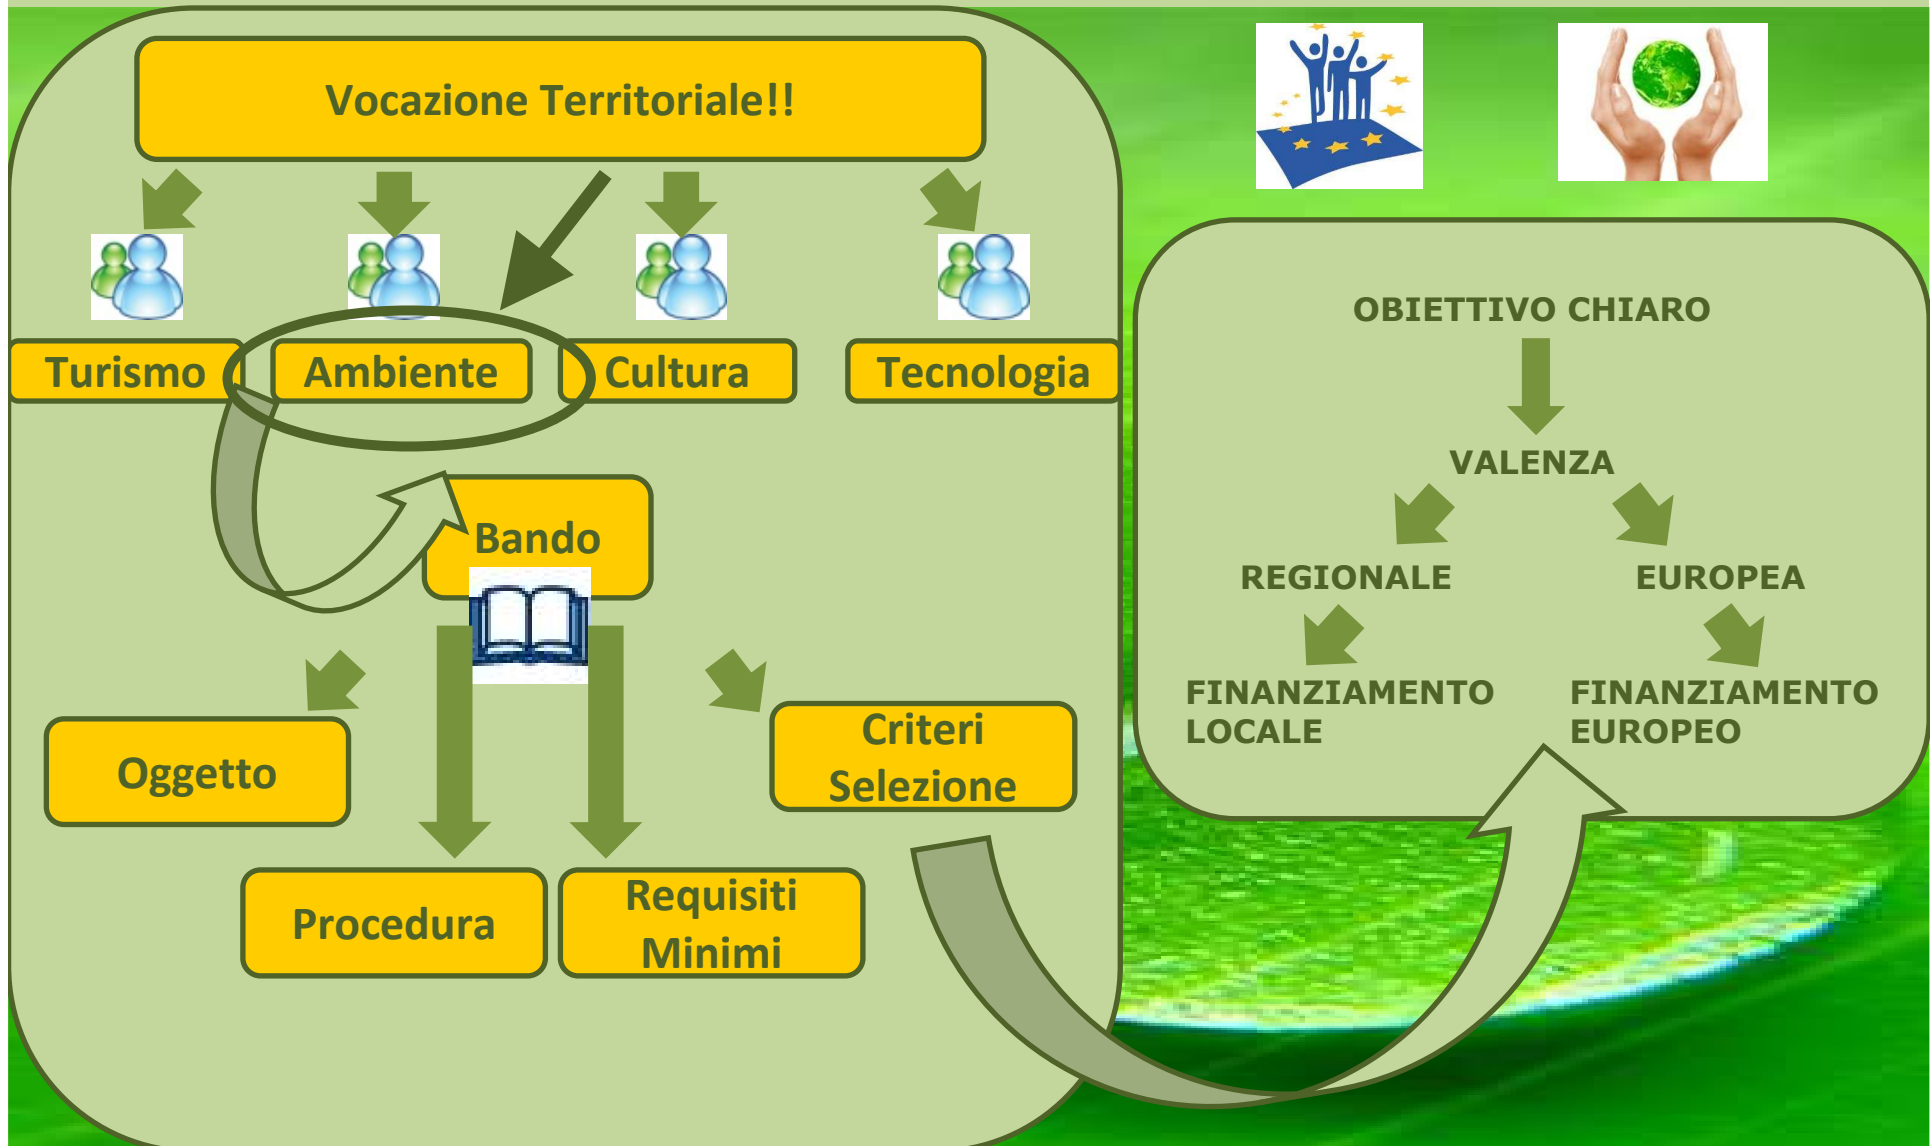 Vocazione Territoriale!!
Turismo
Ambiente
Cultura
Tecnologia
Bando
Oggetto
Criteri
Selezione
Procedura
Requisiti
Minimi
OBIETTIVO CHIARO
VALENZA
REGIONALE
EUROPEA
FINANZIAMENTO
LOCALE
FINANZIAMENTO
EUROPEO